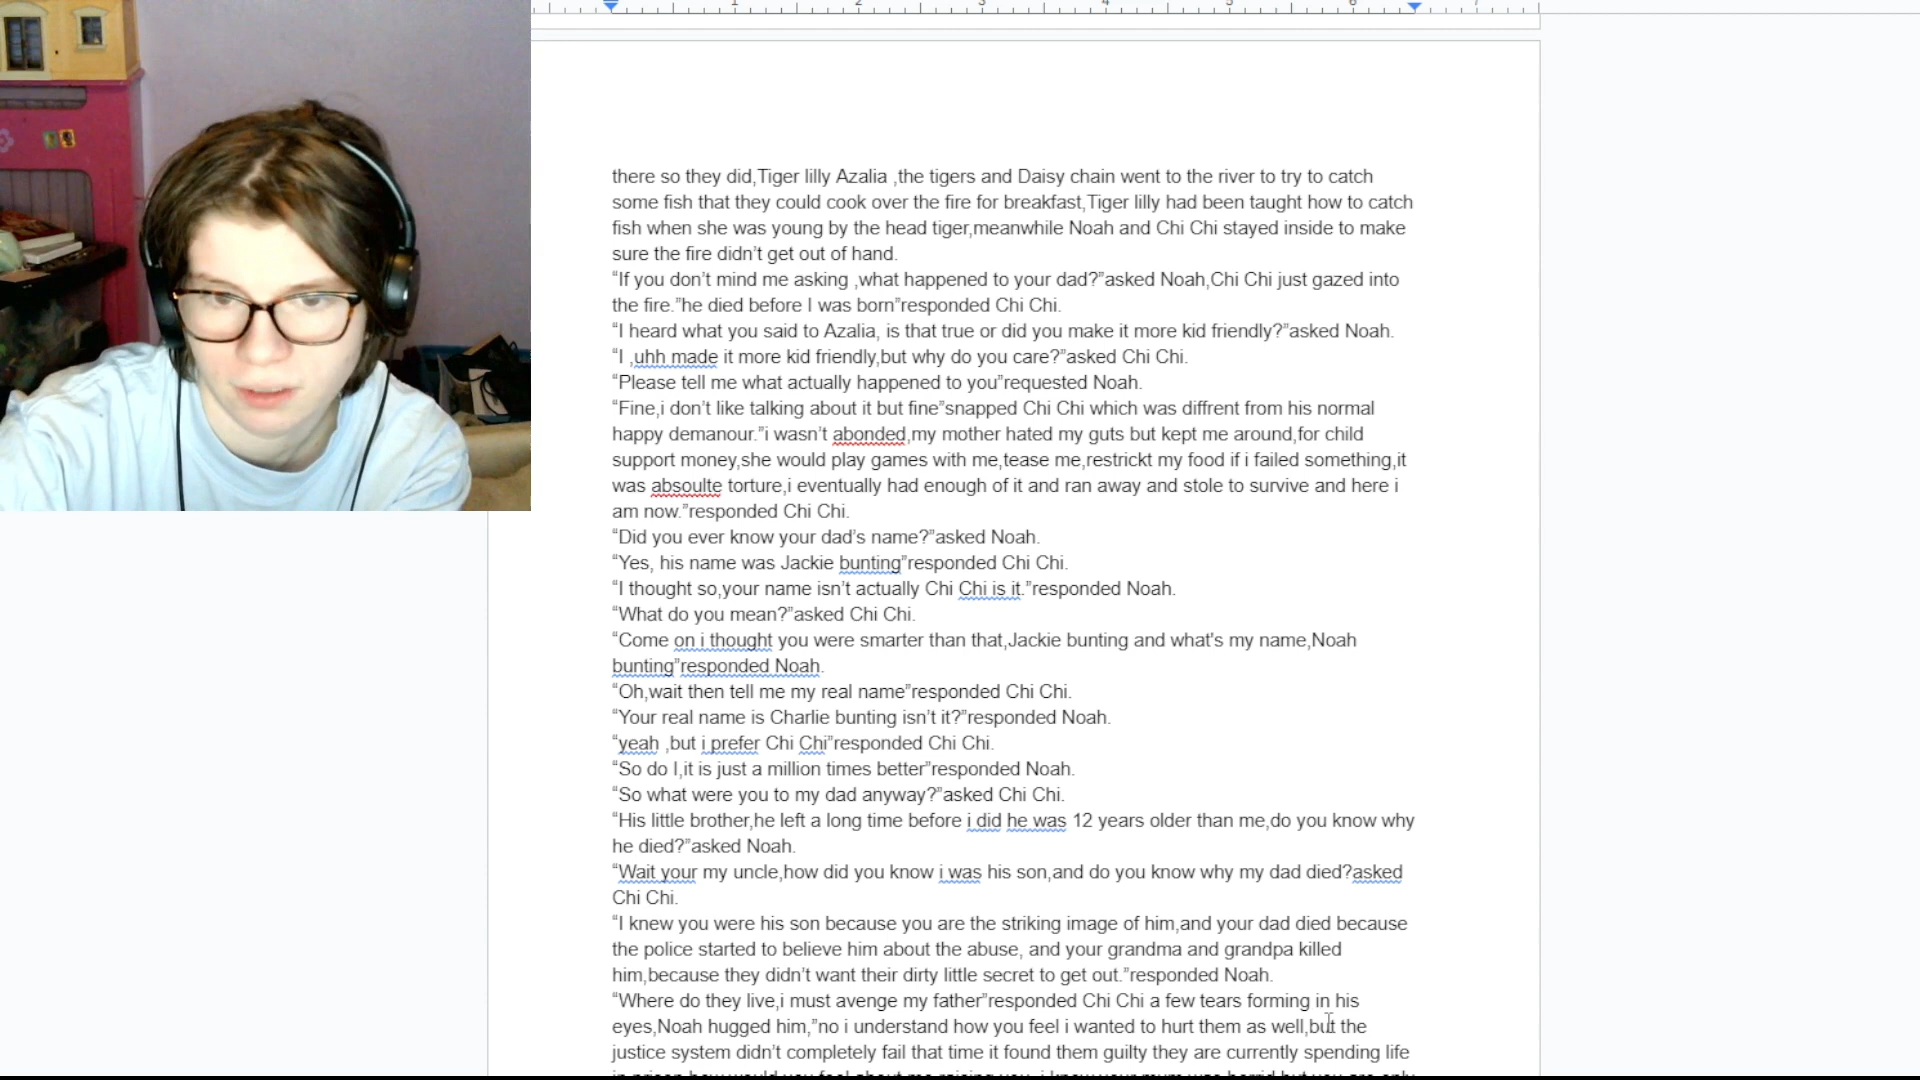 1 2 3 4 5 6 7
there so they did,Tiger lilly Azalia ,the tigers and Daisy chain went to the river to try to catch
some fish that they could cook over the fire for breakfast,Tiger lilly had been taught how to catch
fish when she was young by the head tiger,meanwhile Noah and Chi Chi stayed inside to make
sure the fire didn’t get out of hand.
“If you don’t mind me asking ,what happened to your dad?”asked Noah,Chi Chi just gazed into
the fire.”he died before I was born”responded Chi Chi.
“I heard what you said to Azalia, is that true or did you make it more kid friendly?”asked Noah.
“I ,uhh made it more kid friendly,but why do you care?”asked Chi Chi.
“Please tell me what actually happened to you”requested Noah.
“Fine,i don’t like talking about it but fine”snapped Chi Chi which was diffrent from his normal
happy demanour.”i wasn’t abonded,my mother hated my guts but kept me around,for child
support money,she would play games with me,tease me,restrickt my food if i failed something,it
was absoulte torture,i eventually had enough of it and ran away and stole to survive and here i
am now.”responded Chi Chi.
“Did you ever know your dad’s name?”asked Noah.
“Yes, his name was Jackie bunting”responded Chi Chi.
“I thought so,your name isn’t actually Chi Chi is it.”responded Noah.
“What do you mean?”asked Chi Chi.
“Come on i thought you were smarter than that,Jackie bunting and what's my name,Noah
bunting”responded Noah.
“Oh,wait then tell me my real name”responded Chi Chi.
“Your real name is Charlie bunting isn’t it?”responded Noah.
“yeah ,but i prefer Chi Chi”responded Chi Chi.
“So do I,it is just a million times better”responded Noah.
“So what were you to my dad anyway?”asked Chi Chi.
“His little brother,he left a long time before i did he was 12 years older than me,do you know why
he died?”asked Noah.
“Wait your my uncle,how did you know i was his son,and do you know why my dad died?asked
Chi Chi.
“I knew you were his son because you are the striking image of him,and your dad died because
the police started to believe him about the abuse, and your grandma and grandpa killed
him,because they didn’t want their dirty little secret to get out.”responded Noah.
“Where do they live,i must avenge my father”responded Chi Chi a few tears forming in his
eyes,Noah hugged him,”no i understand how you feel i wanted to hurt them as well,but the
justice system didn’t completely fail that time it found them guilty they are currently spending life